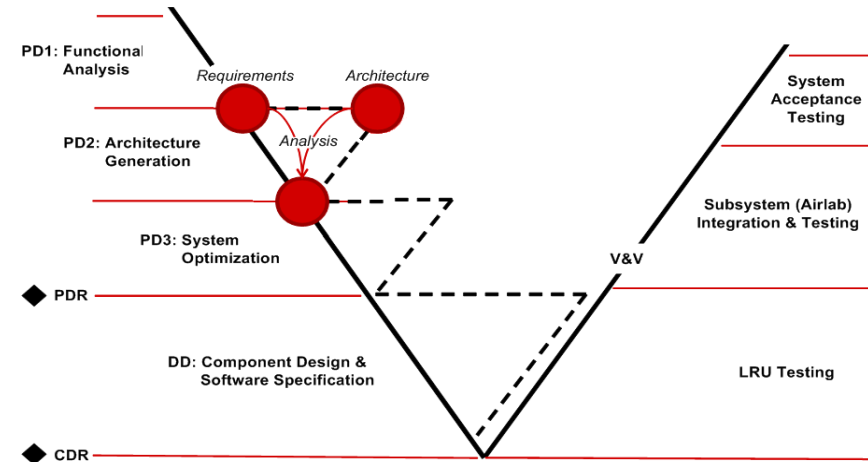 PD1: Functional
Analysis
Requirements
Architecture
PD2: Architecture
Generation
Analysis
PD3: System
Optimization
PDR
DD: Component Design &
Software Specification
CDR
System
Acceptance
Testing
Subsystem (Airlab)
Integration & Testing
V&V
LRU Testing